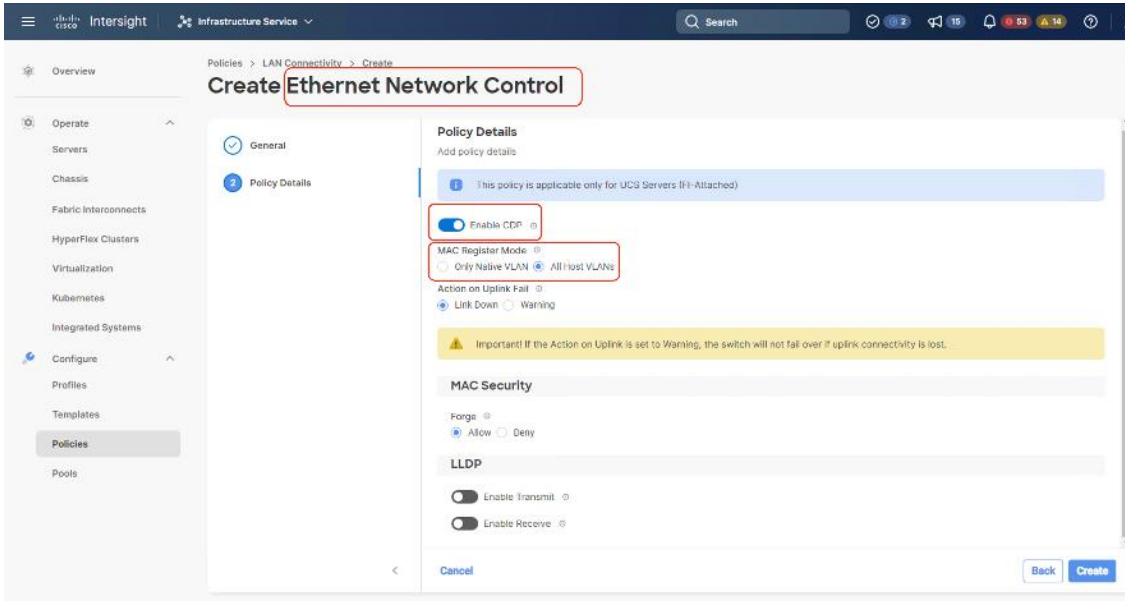 cisco Intersight
Infrastructure Service
Search
2
15
53
14
Overview
Operate
Servers
Chassis
Fabric Interconnects
HyperFlex Clusters
Virtualization
Kubernetes
Integrated Systems
Configure
Profiles
Templates
Policies
Pools
Policies > LAN Connectivity > Create
Create Ethernet Network Control
General
2 Policy Details
Policy Details
Add policy details
This policy is applicable only for UCS Servers (FI-Attached)
Enable CDP
MAC Register Mode
Only Native VLAN All Host VLANs
Action on Uplink Fail
Link Down Warning
Important! If the Action on Uplink is set to Warning, the switch will not fail over if uplink connectivity is lost.
MAC Security
Forge
Allow Deny
LLDP
Enable Transmit
Enable Receive
<
Cancel
Back
Create